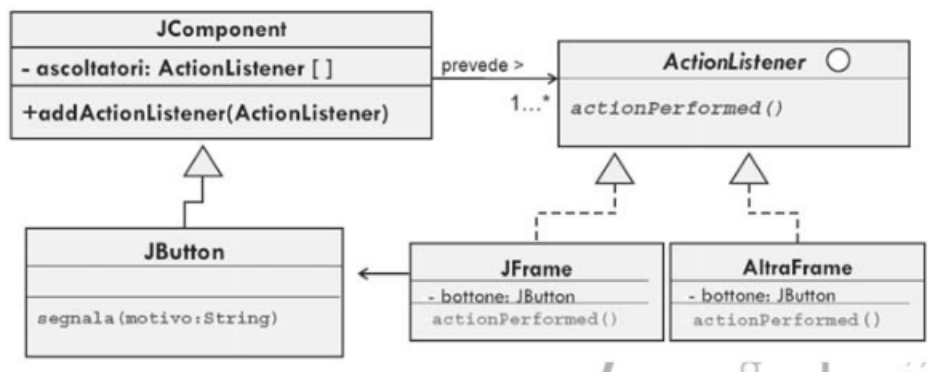 JComponent
- ascoltatori: ActionListener [ ]
+addActionListener(ActionListener)
prevede >
1...*
ActionListener
actionPerformed()
JButton
segnala(motivo:String)
JFrame
- bottone: JButton
actionPerformed()
AltraFrame
- bottone: JButton
actionPerformed()